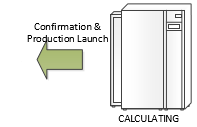 Confirmation &
Production Launch
CALCULATING